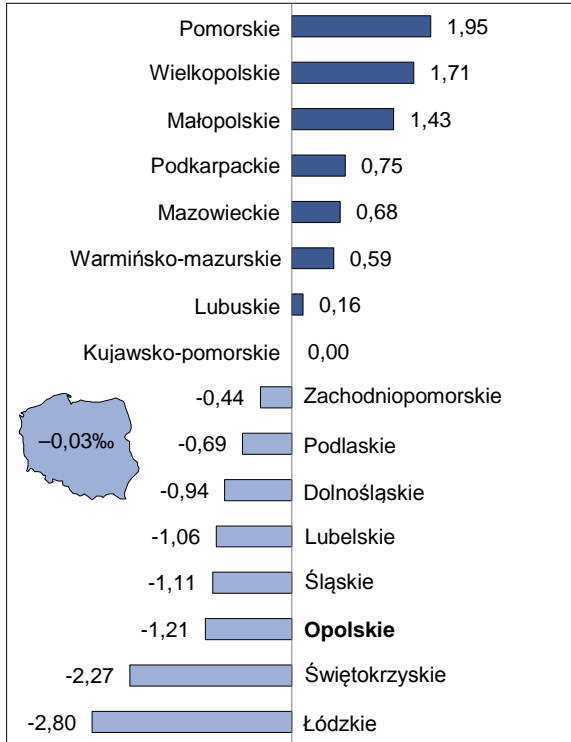 Pomorskie 1,95
Wielkopolskie 1,71
Małopolskie 1,43
Podkarpackie 0,75
Mazowieckie 0,68
Warmińsko-mazurskie 0,59
Lubuskie 0,16
Kujawsko-pomorskie 0,00
-0,44 Zachodniopomorskie
–0,03‰
-0,69 Podlaskie
-0,94 Dolnośląskie
-1,06 Lubelskie
-1,11 Śląskie
-1,21 Opolskie
-2,27 Świętokrzyskie
-2,80 Łódzkie